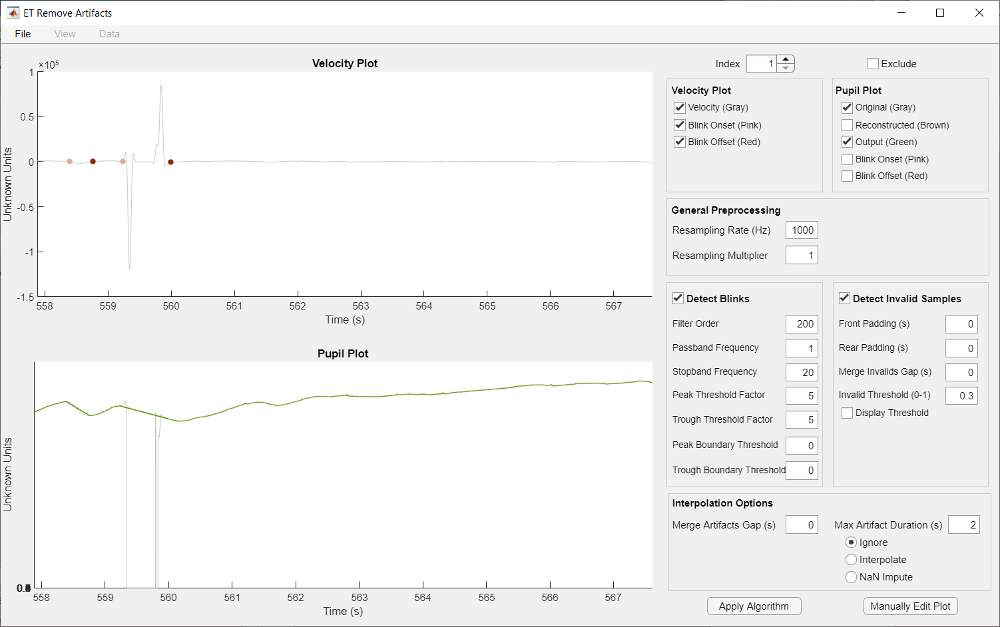 ET Remove Artifacts
File View Data
Velocity Plot
×10⁵
1
0.5
0
-0.5
-1
-1.5
Unknown Units
558 559 560 561 562 563 564 565 566 567
Time (s)
Pupil Plot
Unknown Units
558 559 560 561 562 563 564 565 566 567
Time (s)
Index 1
Exclude
Velocity Plot
Velocity (Gray)
Blink Onset (Pink)
Blink Offset (Red)
Pupil Plot
Original (Gray)
Reconstructed (Brown)
Output (Green)
Blink Onset (Pink)
Blink Offset (Red)
General Preprocessing
Resampling Rate (Hz) 1000
Resampling Multiplier 1
Detect Blinks
Filter Order 200
Passband Frequency 1
Stopband Frequency 20
Peak Threshold Factor 5
Trough Threshold Factor 5
Peak Boundary Threshold 0
Trough Boundary Threshold 0
Detect Invalid Samples
Front Padding (s) 0
Rear Padding (s) 0
Merge Invalids Gap (s) 0
Invalid Threshold (0-1) 0.3
Display Threshold
Interpolation Options
Merge Artifacts Gap (s) 0
Max Artifact Duration (s) 2
Ignore
Interpolate
NaN Impute
Apply Algorithm
Manually Edit Plot